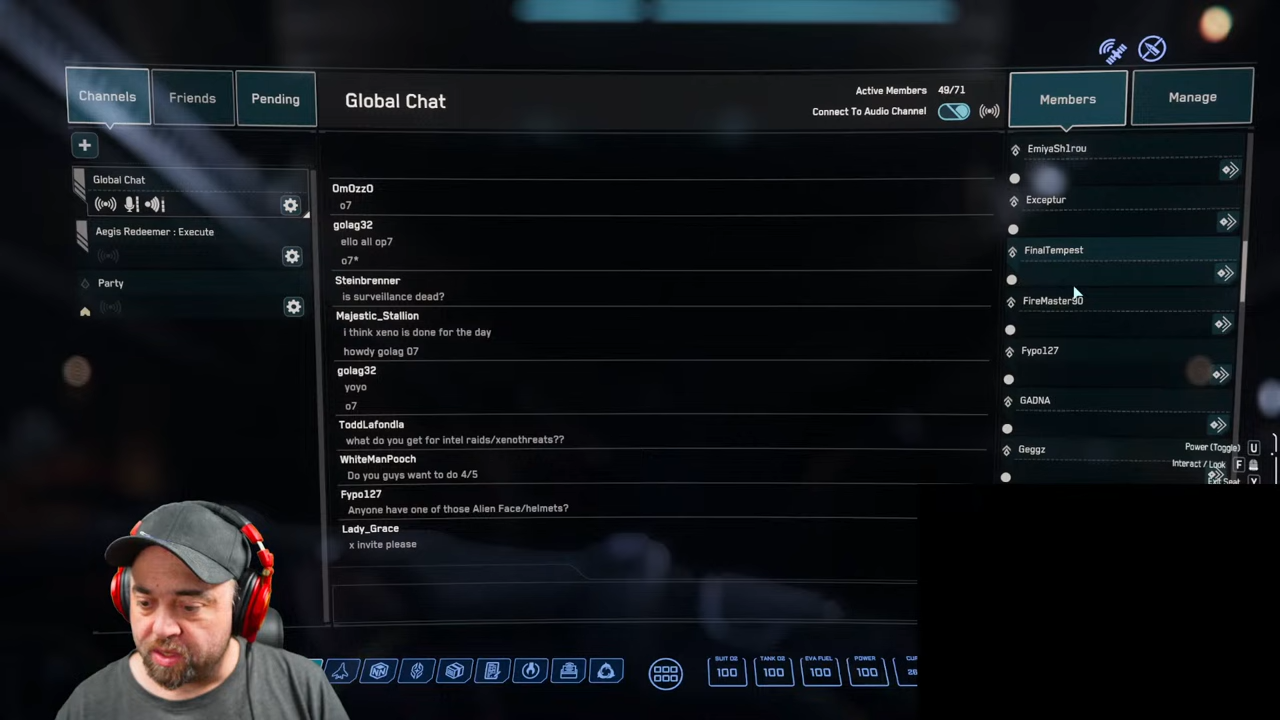 Channels
Friends
Pending
Global Chat
Active Members 49/71
Connect To Audio Channel
Members
Manage
Global Chat
Aegis Redeemer : Execute
Party
OmOzzO
o7
golag32
ello all op7
o7*
Steinbrenner
is surveillance dead?
Majestic_Stallion
i think xeno is done for the day
howdy golag 07
golag32
yoyo
o7
ToddLafondla
what do you get for intel raids/xenothreats??
WhiteManPooch
Do you guys want to do 4/5
Fypo127
Anyone have one of those Alien Face/helmets?
Lady_Grace
x invite please
EmiyaSh1rou
Exceptur
FinalTempest
FireMaster90
Fypo127
GADNA
Geggz
Power (Toggle) U
Interact / Look F
Exit Seat Y
SUIT O2
100
TANK O2
100
EVA FUEL
100
POWER
100